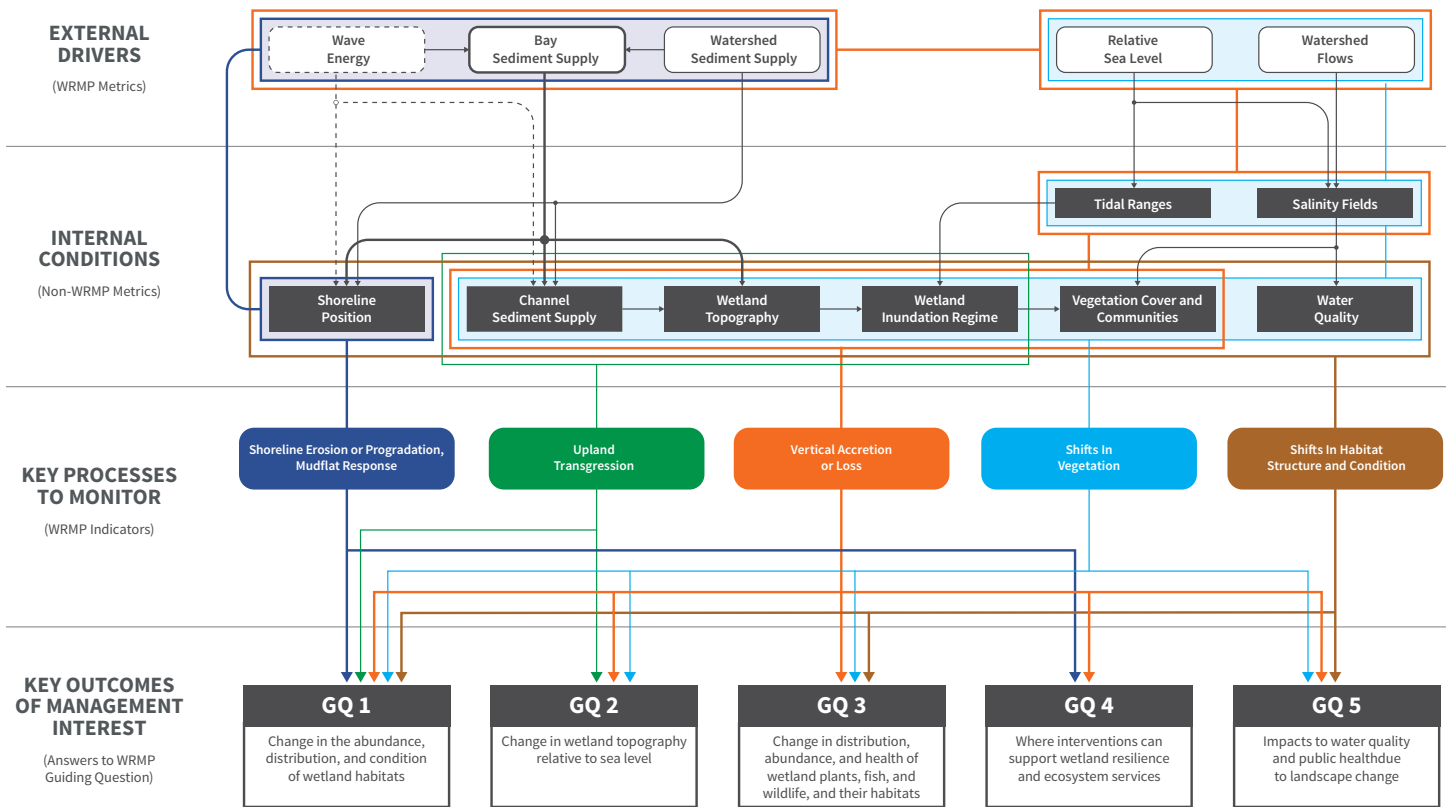 EXTERNAL
DRIVERS
(WRMP Metrics)
Wave
Energy
Bay
Sediment Supply
Watershed
Sediment Supply
Relative
Sea Level
Watershed
Flows
INTERNAL
CONDITIONS
(Non-WRMP Metrics)
Tidal Ranges
Salinity Fields
Shoreline
Position
Channel
Sediment Supply
Wetland
Topography
Wetland
Inundation Regime
Vegetation Cover and
Communities
Water
Quality
KEY PROCESSES
TO MONITOR
(WRMP Indicators)
Shoreline Erosion or Progradation,
Mudflat Response
Upland
Transgression
Vertical Accretion
or Loss
Shifts In
Vegetation
Shifts In Habitat
Structure and Condition
KEY OUTCOMES
OF MANAGEMENT
INTEREST
(Answers to WRMP
Guiding Question)
GQ 1
Change in the abundance,
distribution, and condition
of wetland habitats
GQ 2
Change in wetland topography
relative to sea level
GQ 3
Change in distribution,
abundance, and health of
wetland plants, fish, and
wildlife, and their habitats
GQ 4
Where interventions can
support wetland resilience
and ecosystem services
GQ 5
Impacts to water quality
and public healthdue
to landscape change